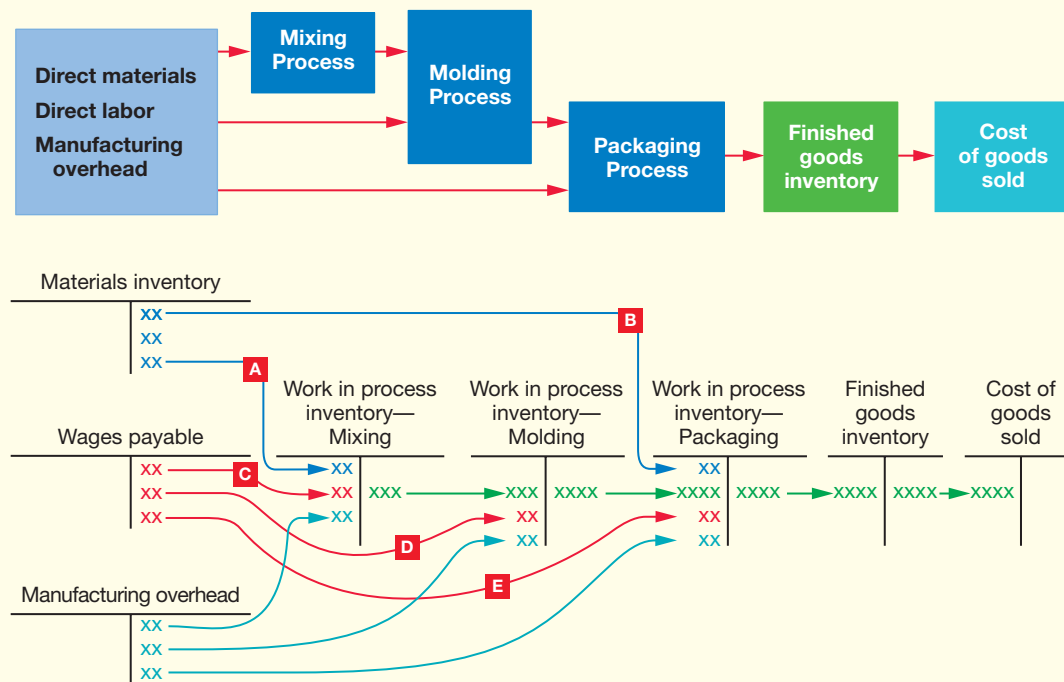 Direct materials
Direct labor
Manufacturing
overhead
Mixing
Process
Molding
Process
Packaging
Process
Finished
goods
inventory
Cost
of goods
sold
Materials inventory
xx
xx
xx
B
A
Work in process
inventory—
Mixing
Work in process
inventory—
Molding
Work in process
inventory—
Packaging
Finished
goods
inventory
Cost of
goods
sold
Wages payable
xx
xx
xx
C
D
E
xx
xx
xx
xxx
xxx
xx
xx
xxxx
xx
xxxx
xx
xx
xxxx
xxxx
xxxx
xxxx
Manufacturing overhead
xx
xx
xx